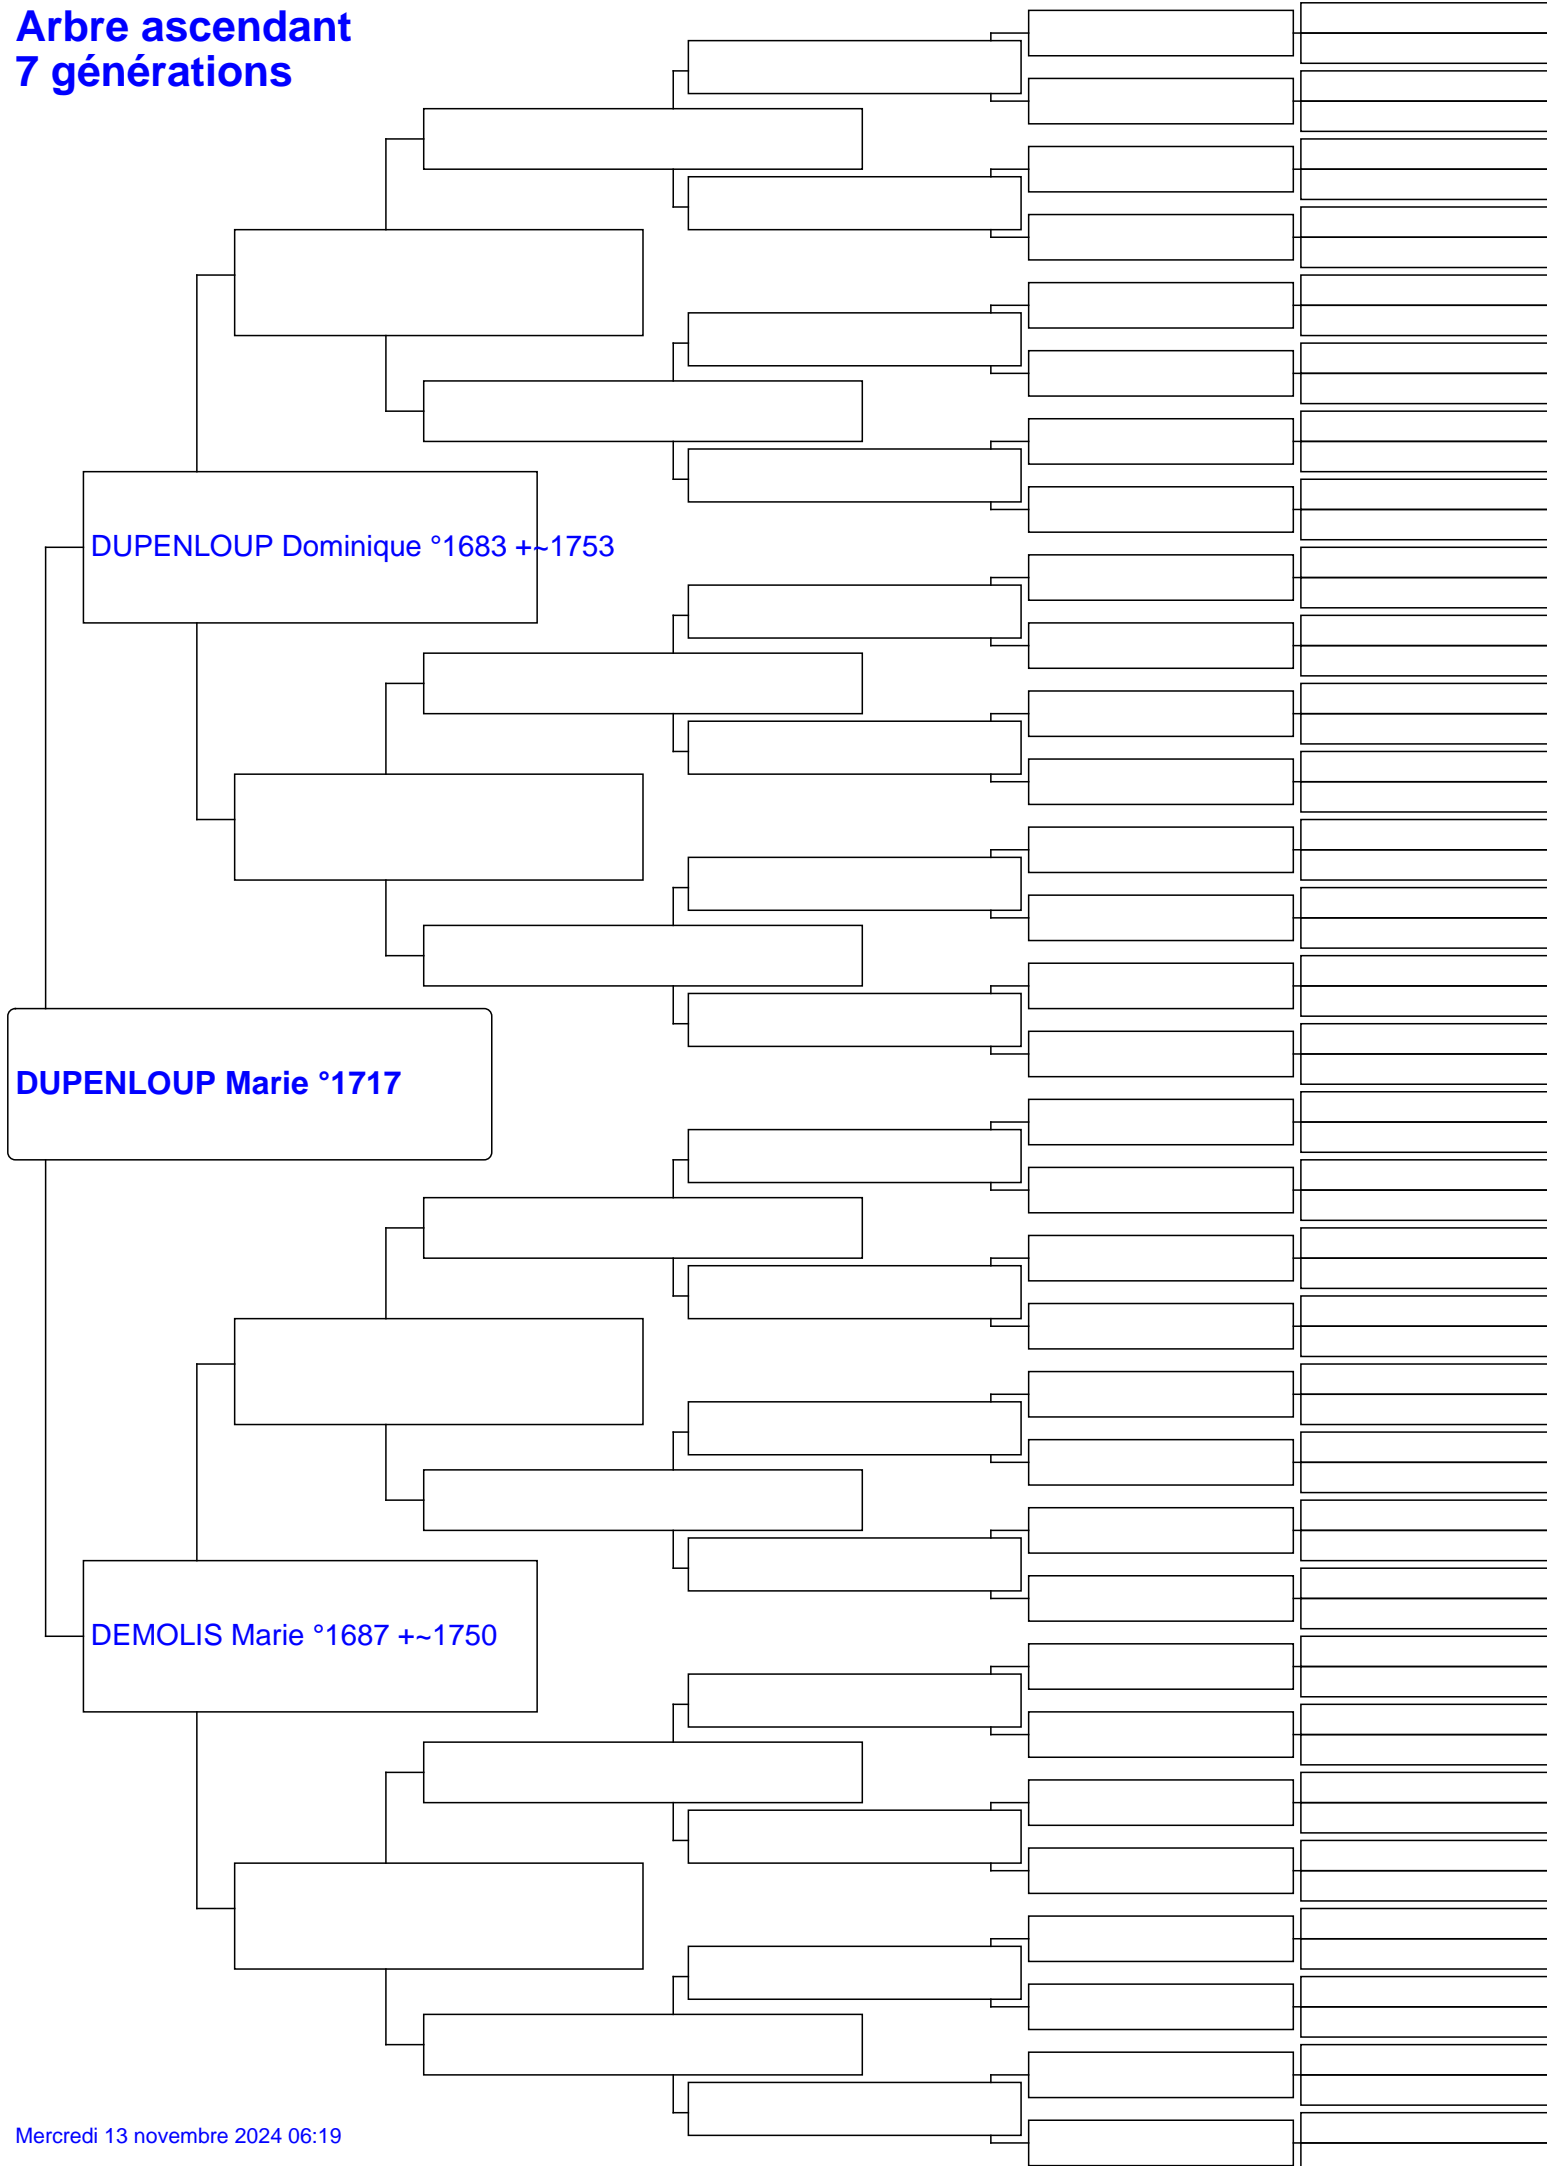 Arbre ascendant
7 générations
DUPENLOUP Dominique °1683 +~1753
DUPENLOUP Marie °1717
DEMOLIS Marie °1687 +~1750
Mercredi 13 novembre 2024 06:19